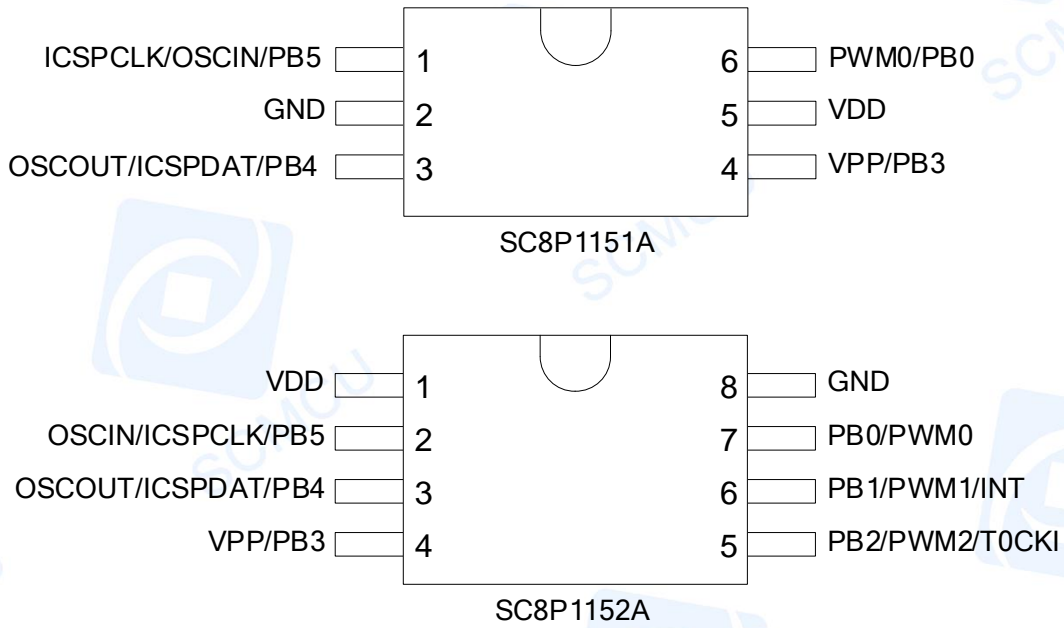 ICSPCLK/OSCIN/PB5 1 6 PWM0/PB0
GND 2 5 VDD
OSCOUT/ICSPDAT/PB4 3 4 VPP/PB3
SC8P1151A
SCMCU
VDD 1 8 GND
OSCIN/ICSPCLK/PB5 2 7 PB0/PWM0
OSCOUT/ICSPDAT/PB4 3 6 PB1/PWM1/INT
VPP/PB3 4 5 PB2/PWM2/T0CKI
SCMCU
SC8P1152A